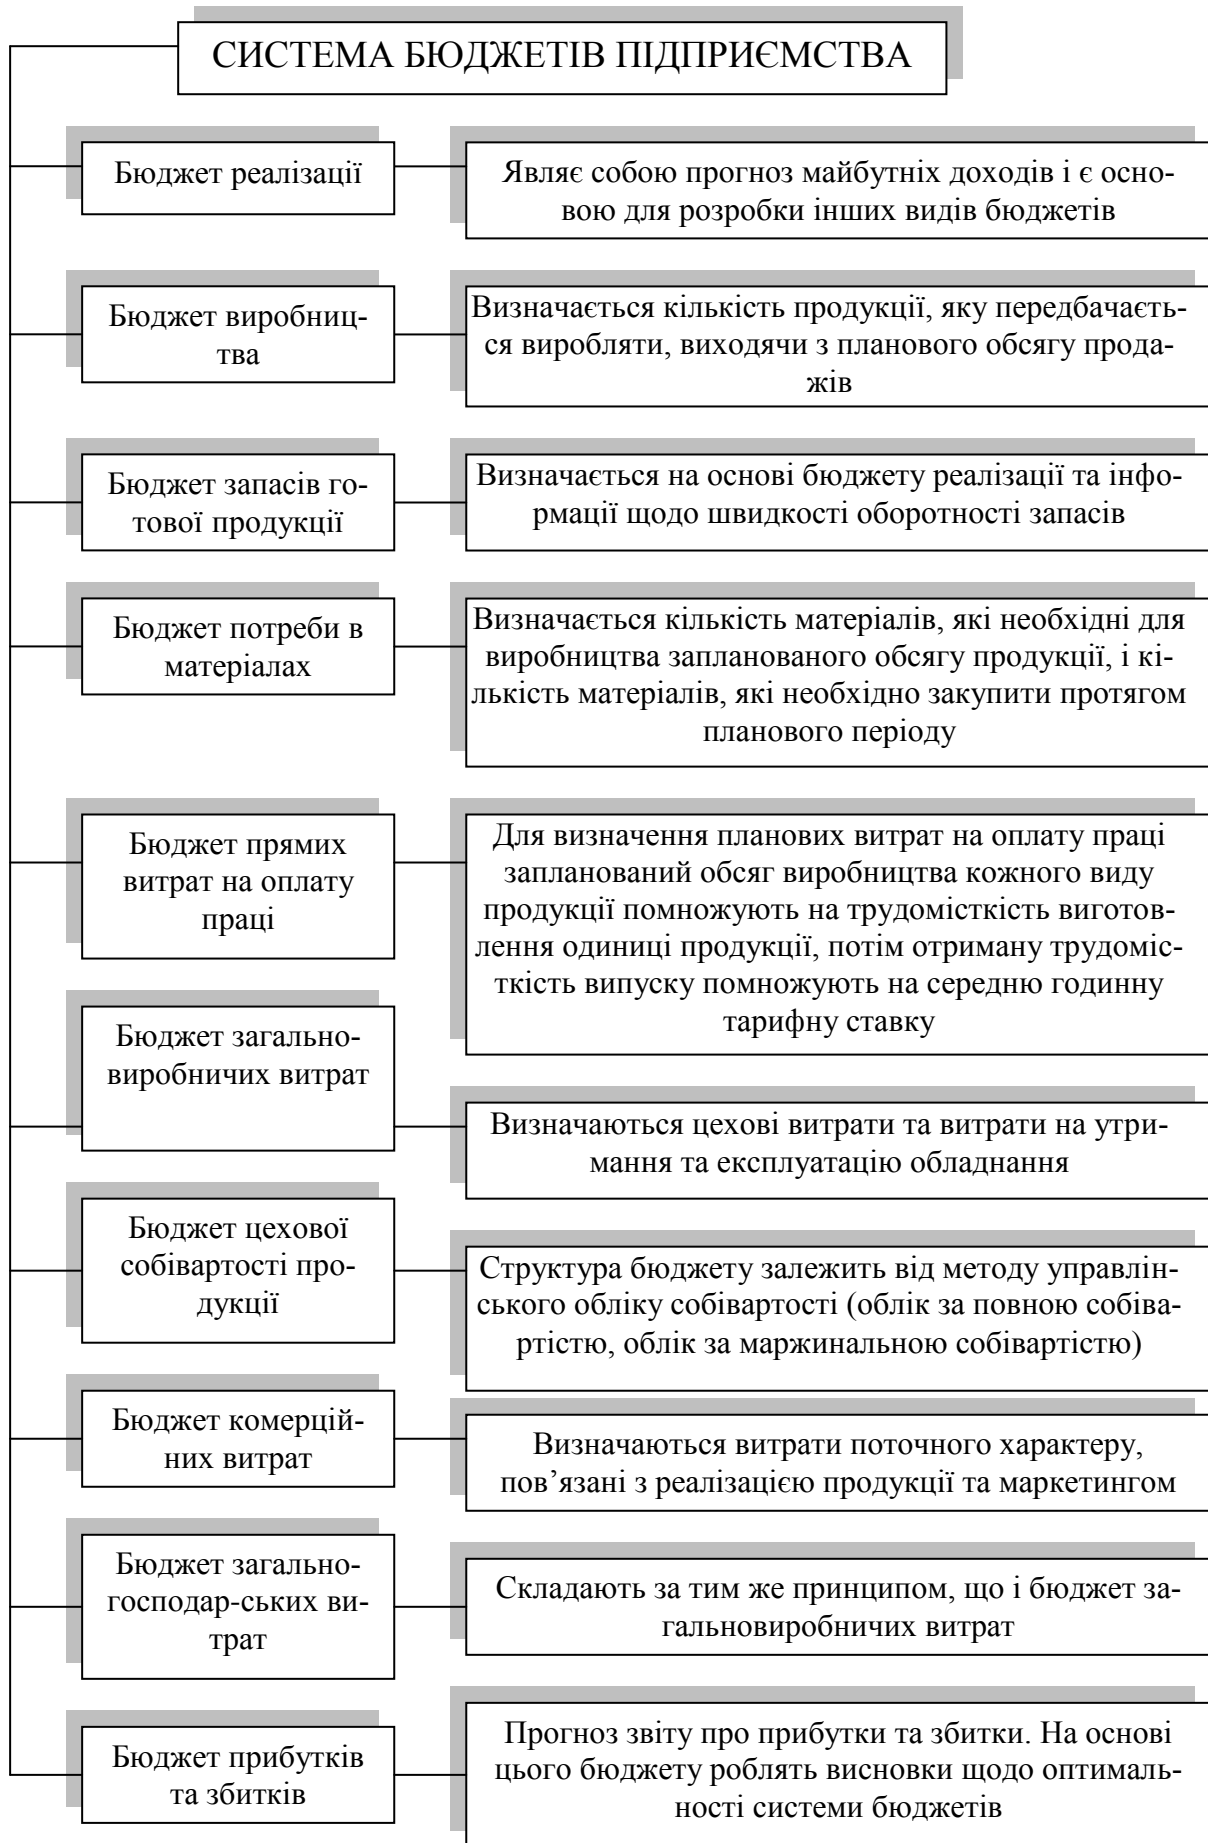 СИСТЕМА БЮДЖЕТІВ ПІДПРИЄМСТВА
Бюджет реалізації
Являє собою прогноз майбутніх доходів і є осно-
вою для розробки інших видів бюджетів
Бюджет виробниц-
тва
Визначається кількість продукції, яку передбачаєть-
ся виробляти, виходячи з планового обсягу прода-
жів
Бюджет запасів го-
тової продукції
Визначається на основі бюджету реалізації та інфо-
рмації щодо швидкості оборотності запасів
Бюджет потреби в
матеріалах
Визначається кількість матеріалів, які необхідні для
виробництва запланованого обсягу продукції, і кі-
лькість матеріалів, які необхідно закупити протягом
планового періоду
Бюджет прямих
витрат на оплату
праці
Для визначення планових витрат на оплату праці
запланований обсяг виробництва кожного виду
продукції помножують на трудомісткість виготов-
лення одиниці продукції, потім отриману трудоміс-
ткість випуску помножують на середню годинну
тарифну ставку
Бюджет загально-
виробничих витрат
Визначаються цехові витрати та витрати на утри-
мання та експлуатацію обладнання
Бюджет цехової
собівартості про-
дукції
Структура бюджету залежить від методу управлін-
ського обліку собівартості (облік за повною собіва-
ртістю, облік за маржинальною собівартістю)
Бюджет комерцій-
них витрат
Визначаються витрати поточного характеру,
пов’язані з реалізацією продукції та маркетингом
Бюджет загально-
господар-ських ви-
трат
Складають за тим же принципом, що і бюджет за-
гальновиробничих витрат
Бюджет прибутків
та збитків
Прогноз звіту про прибутки та збитки. На основі
цього бюджету роблять висновки щодо оптималь-
ності системи бюджетів